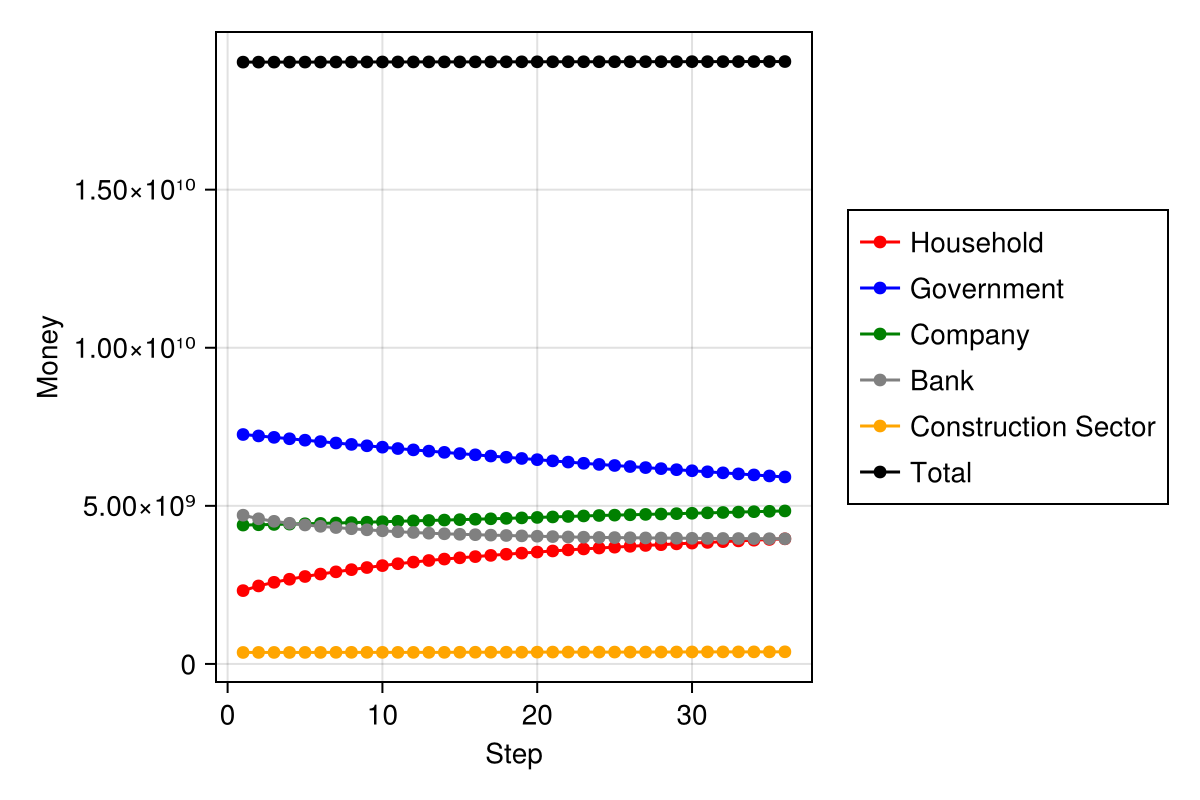 Money
1.50×10¹⁰
1.00×10¹⁰
5.00×10⁹
0
0 10 20 30
Step
Household
Government
Company
Bank
Construction Sector
Total